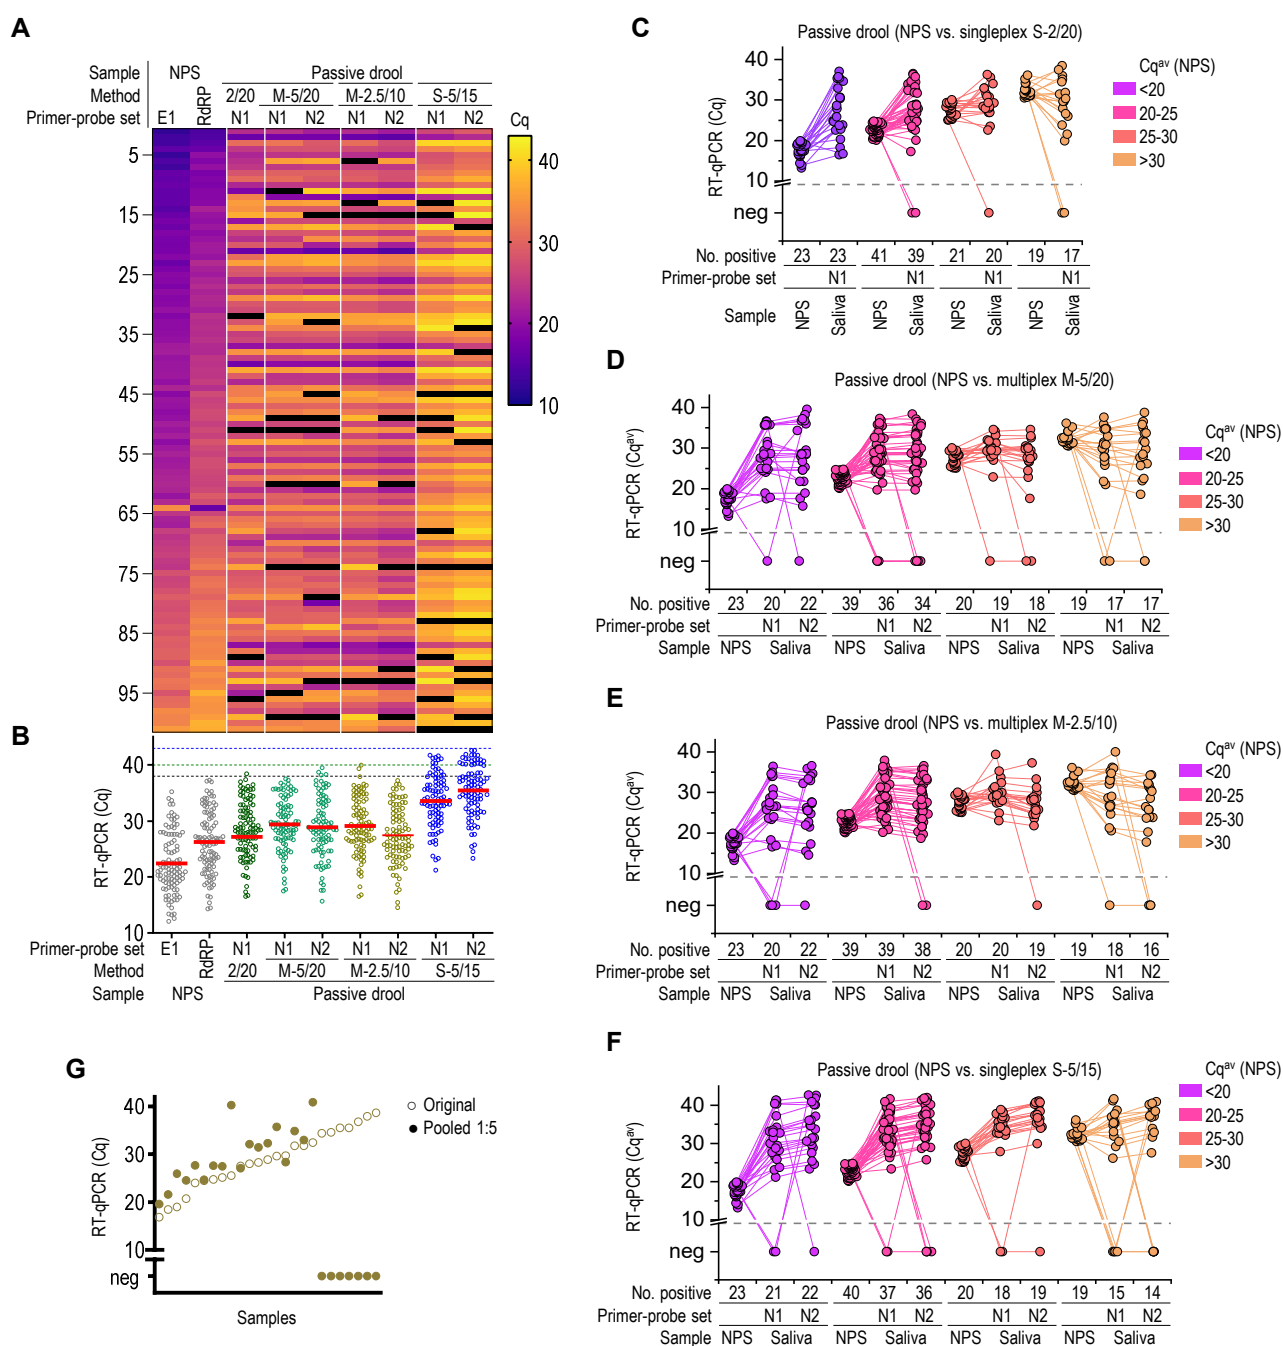 A
Sample NPS Passive drool
Method 2/20 M-5/20 M-2.5/10 S-5/15
Primer-probe set E1 RdRP N1 N1 N2 N1 N2 N1 N2
Cq
5
15
25
35
45
55
65
75
85
95
40
30
20
10
B
RT-qPCR (Cq)
40
30
20
10
Primer-probe set E1 RdRP N1 N1 N2 N1 N2 N1 N2
Method 2/20 M-5/20 M-2.5/10 S-5/15
Sample NPS Passive drool
C
Passive drool (NPS vs. singleplex S-2/20)
RT-qPCR (Cq)
40
30
20
10
neg
Cqav (NPS)
<20
20-25
25-30
>30
No. positive 23 23 41 39 21 20 19 17
Primer-probe set N1 N1 N1 N1
Sample NPS Saliva NPS Saliva NPS Saliva NPS Saliva
D
Passive drool (NPS vs. multiplex M-5/20)
RT-qPCR (Cqav)
40
30
20
10
neg
Cqav (NPS)
<20
20-25
25-30
>30
No. positive 23 20 22 39 36 34 20 19 18 19 17 17
Primer-probe set N1 N2 N1 N2 N1 N2 N1 N2
Sample NPS Saliva NPS Saliva NPS Saliva NPS Saliva
E
Passive drool (NPS vs. multiplex M-2.5/10)
RT-qPCR (Cqav)
40
30
20
10
neg
Cqav (NPS)
<20
20-25
25-30
>30
No. positive 23 20 22 39 39 38 20 20 19 19 18 16
Primer-probe set N1 N2 N1 N2 N1 N2 N1 N2
Sample NPS Saliva NPS Saliva NPS Saliva NPS Saliva
F
Passive drool (NPS vs. singleplex S-5/15)
RT-qPCR (Cqav)
40
30
20
10
neg
Cqav (NPS)
<20
20-25
25-30
>30
No. positive 23 21 22 40 37 36 20 18 19 19 15 14
Primer-probe set N1 N2 N1 N2 N1 N2 N1 N2
Sample NPS Saliva NPS Saliva NPS Saliva NPS Saliva
G
RT-qPCR (Cq)
40
30
20
10
neg
Original
Pooled 1:5
Samples